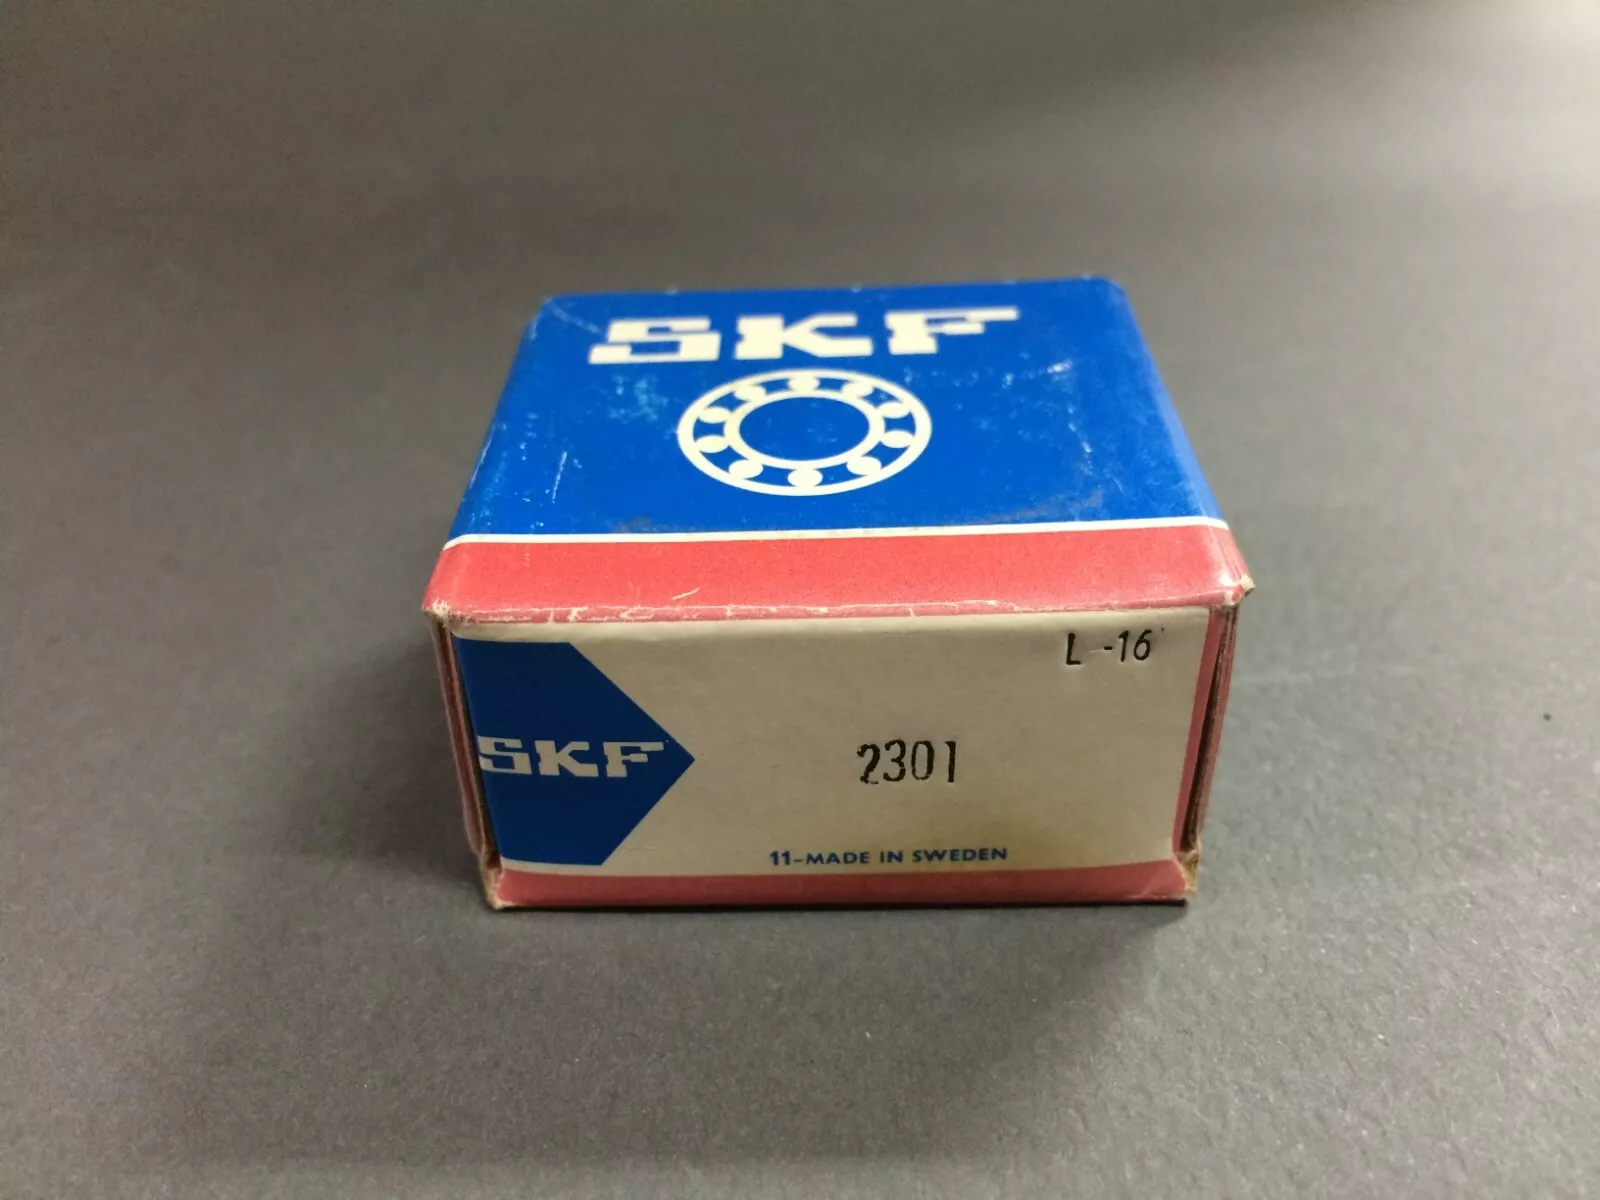 SKF
L-16
2301
SKF
11-MADE IN SWEDEN